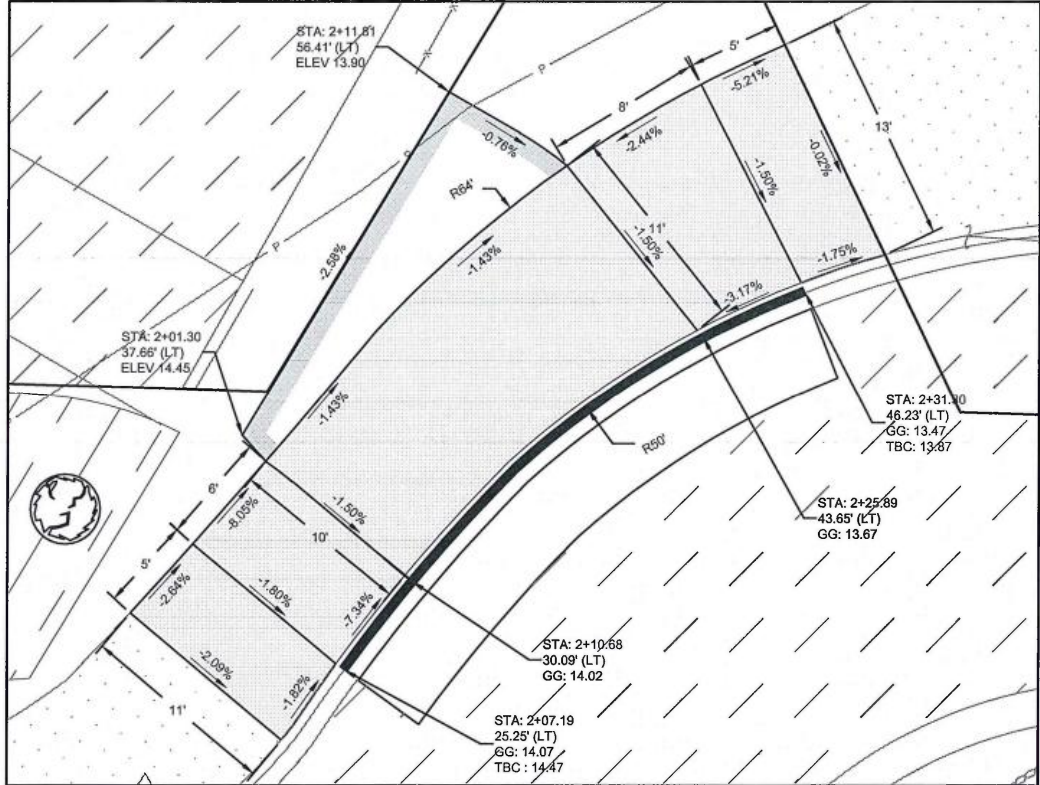 STA: 2+11.81
56.41' (LT)
ELEV 13.90
5'
8'
-5.21%
-0.76%
-2.44%
13'
-0.02%
P
P
P
-1.50%
R64'
11'
-1.50%
-1.43%
-2.58%
-1.75%
-3.17%
STA: 2+01.30
37.66' (LT)
ELEV 14.45
-1.43%
R50'
STA: 2+31.
46.23' (LT)
GG: 13.47
TBC: 13.87
6'
-8.05%
-1.50%
10'
STA: 2+25.89
43.65' (LT)
GG: 13.67
5'
-2.64%
-1.80%
-7.34%
STA: 2+10.68
30.09' (LT)
GG: 14.02
-2.09%
-1.82%
11'
STA: 2+07.19
25.25' (LT)
GG: 14.07
TBC : 14.47